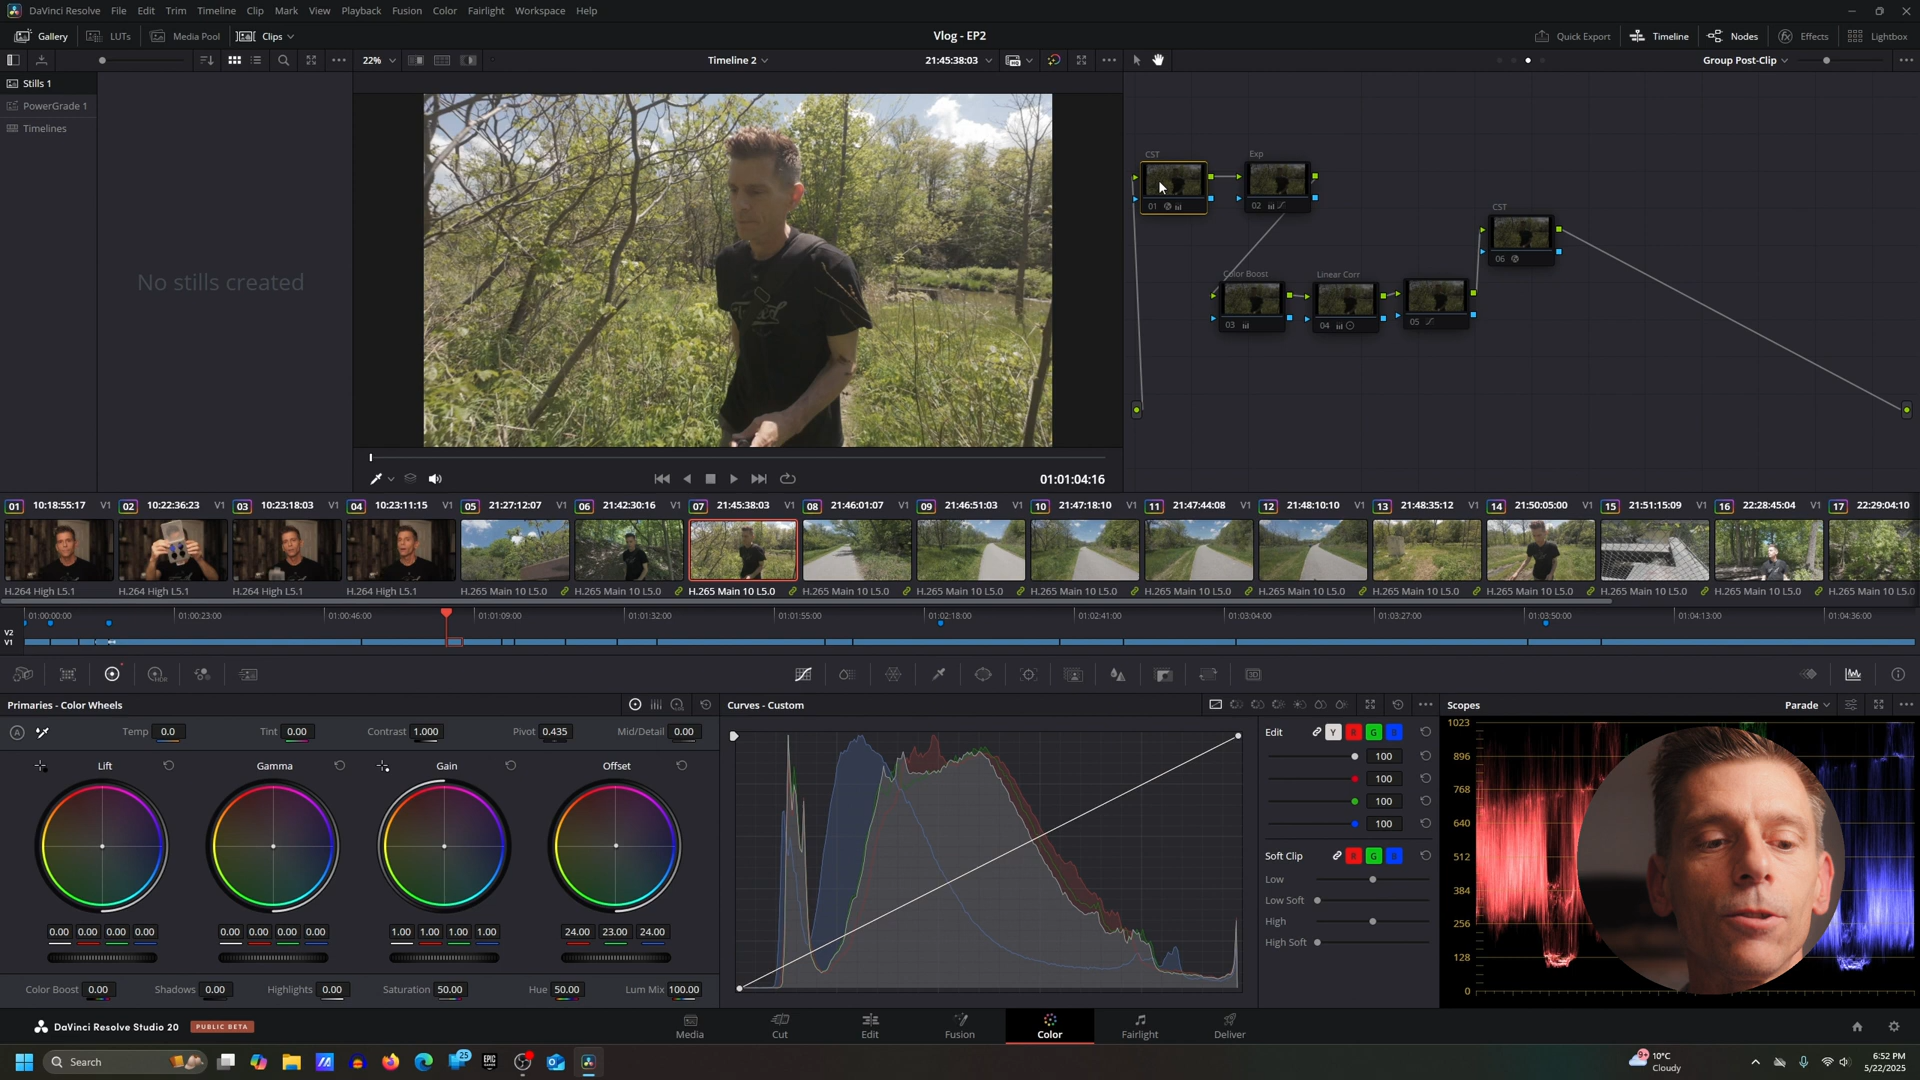 DaVinci Resolve File Edit Trim Timeline Clip Mark View Playback Fusion Color Fairlight Workspace Help
Gallery LUTs Media Pool Clips Vlog - EP2 Quick Export Timeline Nodes Effects Lightbox
22% Timeline 2 21:45:38:03 Group Post-Clip
Stills 1
PowerGrade 1
Timelines
No stills created
CST Exp
01 02
CST
06
Color Boost Linear Corr
03 04 05
01:01:04:16
01 10:18:55:17 V1 02 10:22:36:23 V1 03 10:23:18:03 V1 04 10:23:11:15 V1 05 21:27:12:07 V1 06 21:42:30:16 V1 07 21:45:38:03 V1 08 21:46:01:07 V1 09 21:46:51:03 V1 10 21:47:18:10 V1 11 21:47:44:08 V1 12 21:48:10:10 V1 13 21:48:35:12 V1 14 21:50:05:00 V1 15 21:51:15:09 V1 16 22:28:45:04 V1 17 22:29:04:10
H.264 High L5.1 H.264 High L5.1 H.264 High L5.1 H.264 High L5.1 H.265 Main 10 L5.0 H.265 Main 10 L5.0 H.265 Main 10 L5.0 H.265 Main 10 L5.0 H.265 Main 10 L5.0 H.265 Main 10 L5.0 H.265 Main 10 L5.0 H.265 Main 10 L5.0 H.265 Main 10 L5.0 H.265 Main 10 L5.0 H.265 Main 10 L5.0 H.265 Main 10 L5.0 H.265 Main 10 L5.0
01:00:00:00 01:00:23:00 01:00:46:00 01:01:09:00 01:01:32:00 01:01:55:00 01:02:18:00 01:02:41:00 01:03:04:00 01:03:27:00 01:03:50:00 01:04:13:00 01:04:36:00
V2
V1
Primaries - Color Wheels Curves - Custom Scopes Parade
Temp 0.0 Tint 0.00 Contrast 1.000 Pivot 0.435 Mid/Detail 0.00
Lift Gamma Gain Offset
0.00 0.00 0.00 0.00 0.00 0.00 0.00 0.00 1.00 1.00 1.00 1.00 24.00 23.00 24.00
Color Boost 0.00 Shadows 0.00 Highlights 0.00 Saturation 50.00 Hue 50.00 Lum Mix 100.00
Edit Y R G B
100
100
100
100
Soft Clip R G B
Low
Low Soft
High
High Soft
1023
896
768
640
512
384
256
128
0
DaVinci Resolve Studio 20 PUBLIC BETA
Media Cut Edit Fusion Color Fairlight Deliver
Search 25 EPIC 9+ 10°C
Cloudy
6:52 PM
5/22/2025